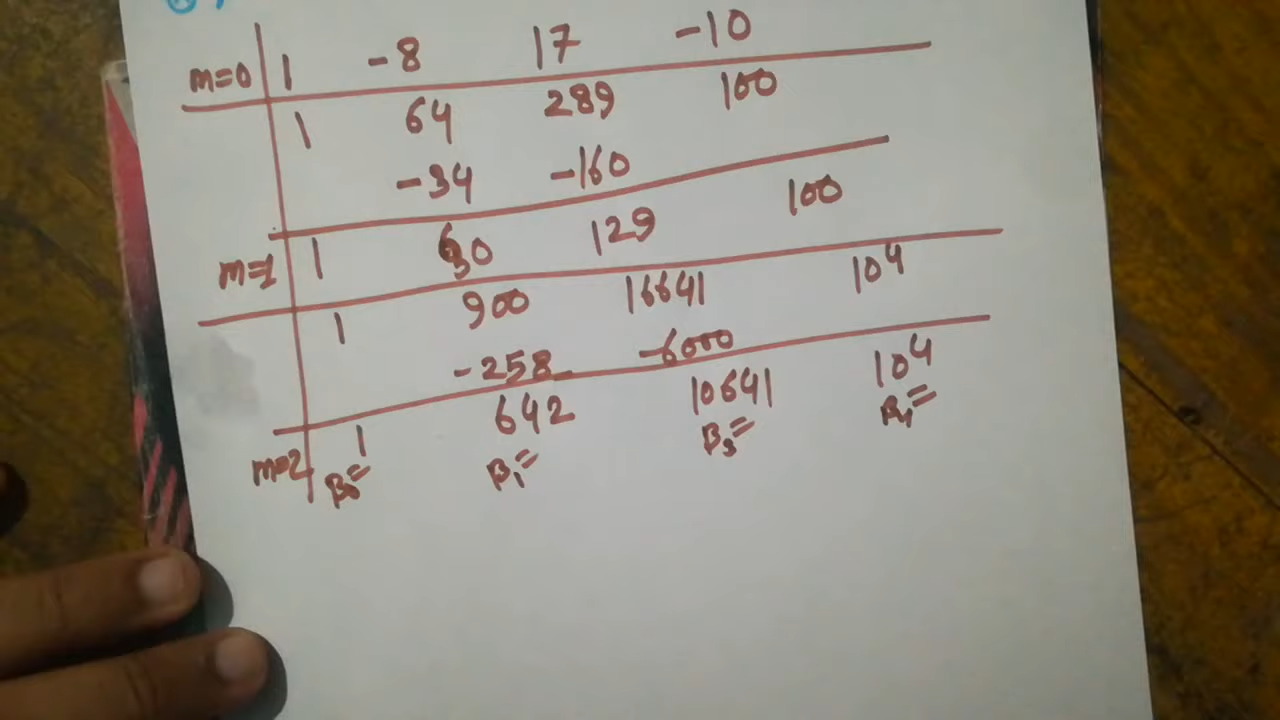 m=0 1 -8 17 -10
1 64 289 100
-34 -160
m=1 1 30 129 100
1 900 16641 10⁴
-258 -6000
m=2 1 642 10641 10⁴
B₀= B₁= B₃= B₄=